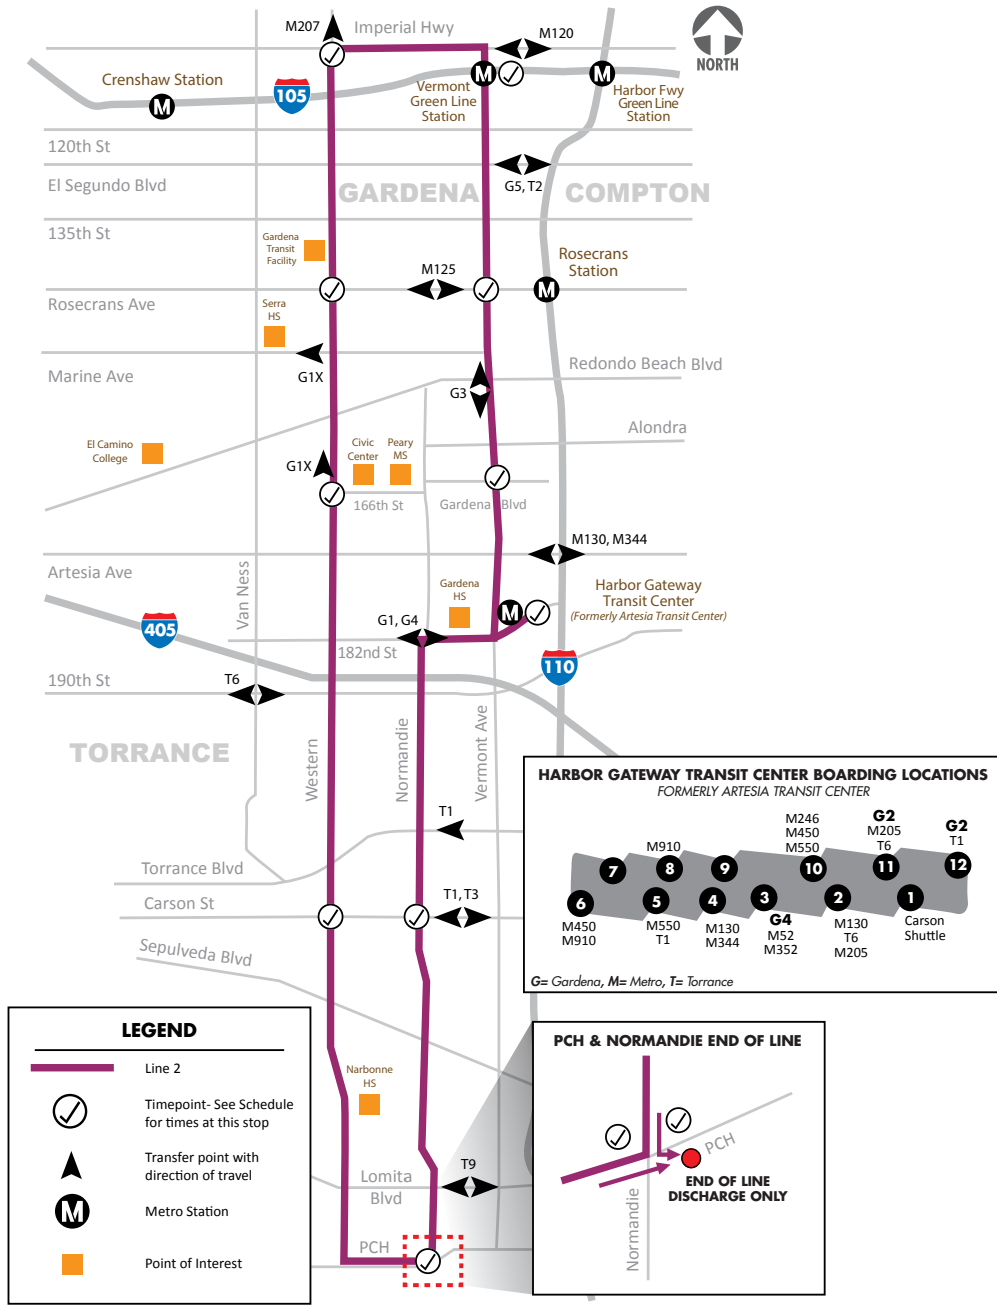 M207
Imperial Hwy
M120
NORTH
Crenshaw Station
M
105
Vermont
Green Line
Station
M
M
Harbor Fwy
Green Line
Station
120th St
El Segundo Blvd
G5, T2
GARDENA
COMPTON
135th St
Gardena
Transit
Facility
Rosecrans
Station
M125
M
Rosecrans Ave
Serra
HS
Marine Ave
G1X
Redondo Beach Blvd
G3
Alondra
El Camino
College
Civic
Center
Peary
MS
G1X
166th St
Gardena Blvd
M130, M344
Artesia Ave
Van Ness
Gardena
HS
Harbor Gateway
Transit Center
(Formerly Artesia Transit Center)
M
405
G1, G4
182nd St
110
190th St
T6
TORRANCE
Western
Normandie
Vermont Ave
T1
Torrance Blvd
Carson St
T1, T3
Sepulveda Blvd
HARBOR GATEWAY TRANSIT CENTER BOARDING LOCATIONS
FORMERLY ARTESIA TRANSIT CENTER
M910
M246
M450
M550
G2
M205
T6
G2
T1
7
8
9
10
11
12
6
5
4
3
2
1
M450
M910
M550
T1
M130
M344
G4
M52
M352
M130
T6
M205
Carson
Shuttle
G= Gardena, M= Metro, T= Torrance
LEGEND
Line 2
Timepoint- See Schedule
for times at this stop
Transfer point with
direction of travel
M
Metro Station
Point of Interest
Narbonne
HS
Lomita
Blvd
T9
PCH
PCH & NORMANDIE END OF LINE
PCH
END OF LINE
DISCHARGE ONLY
Normandie